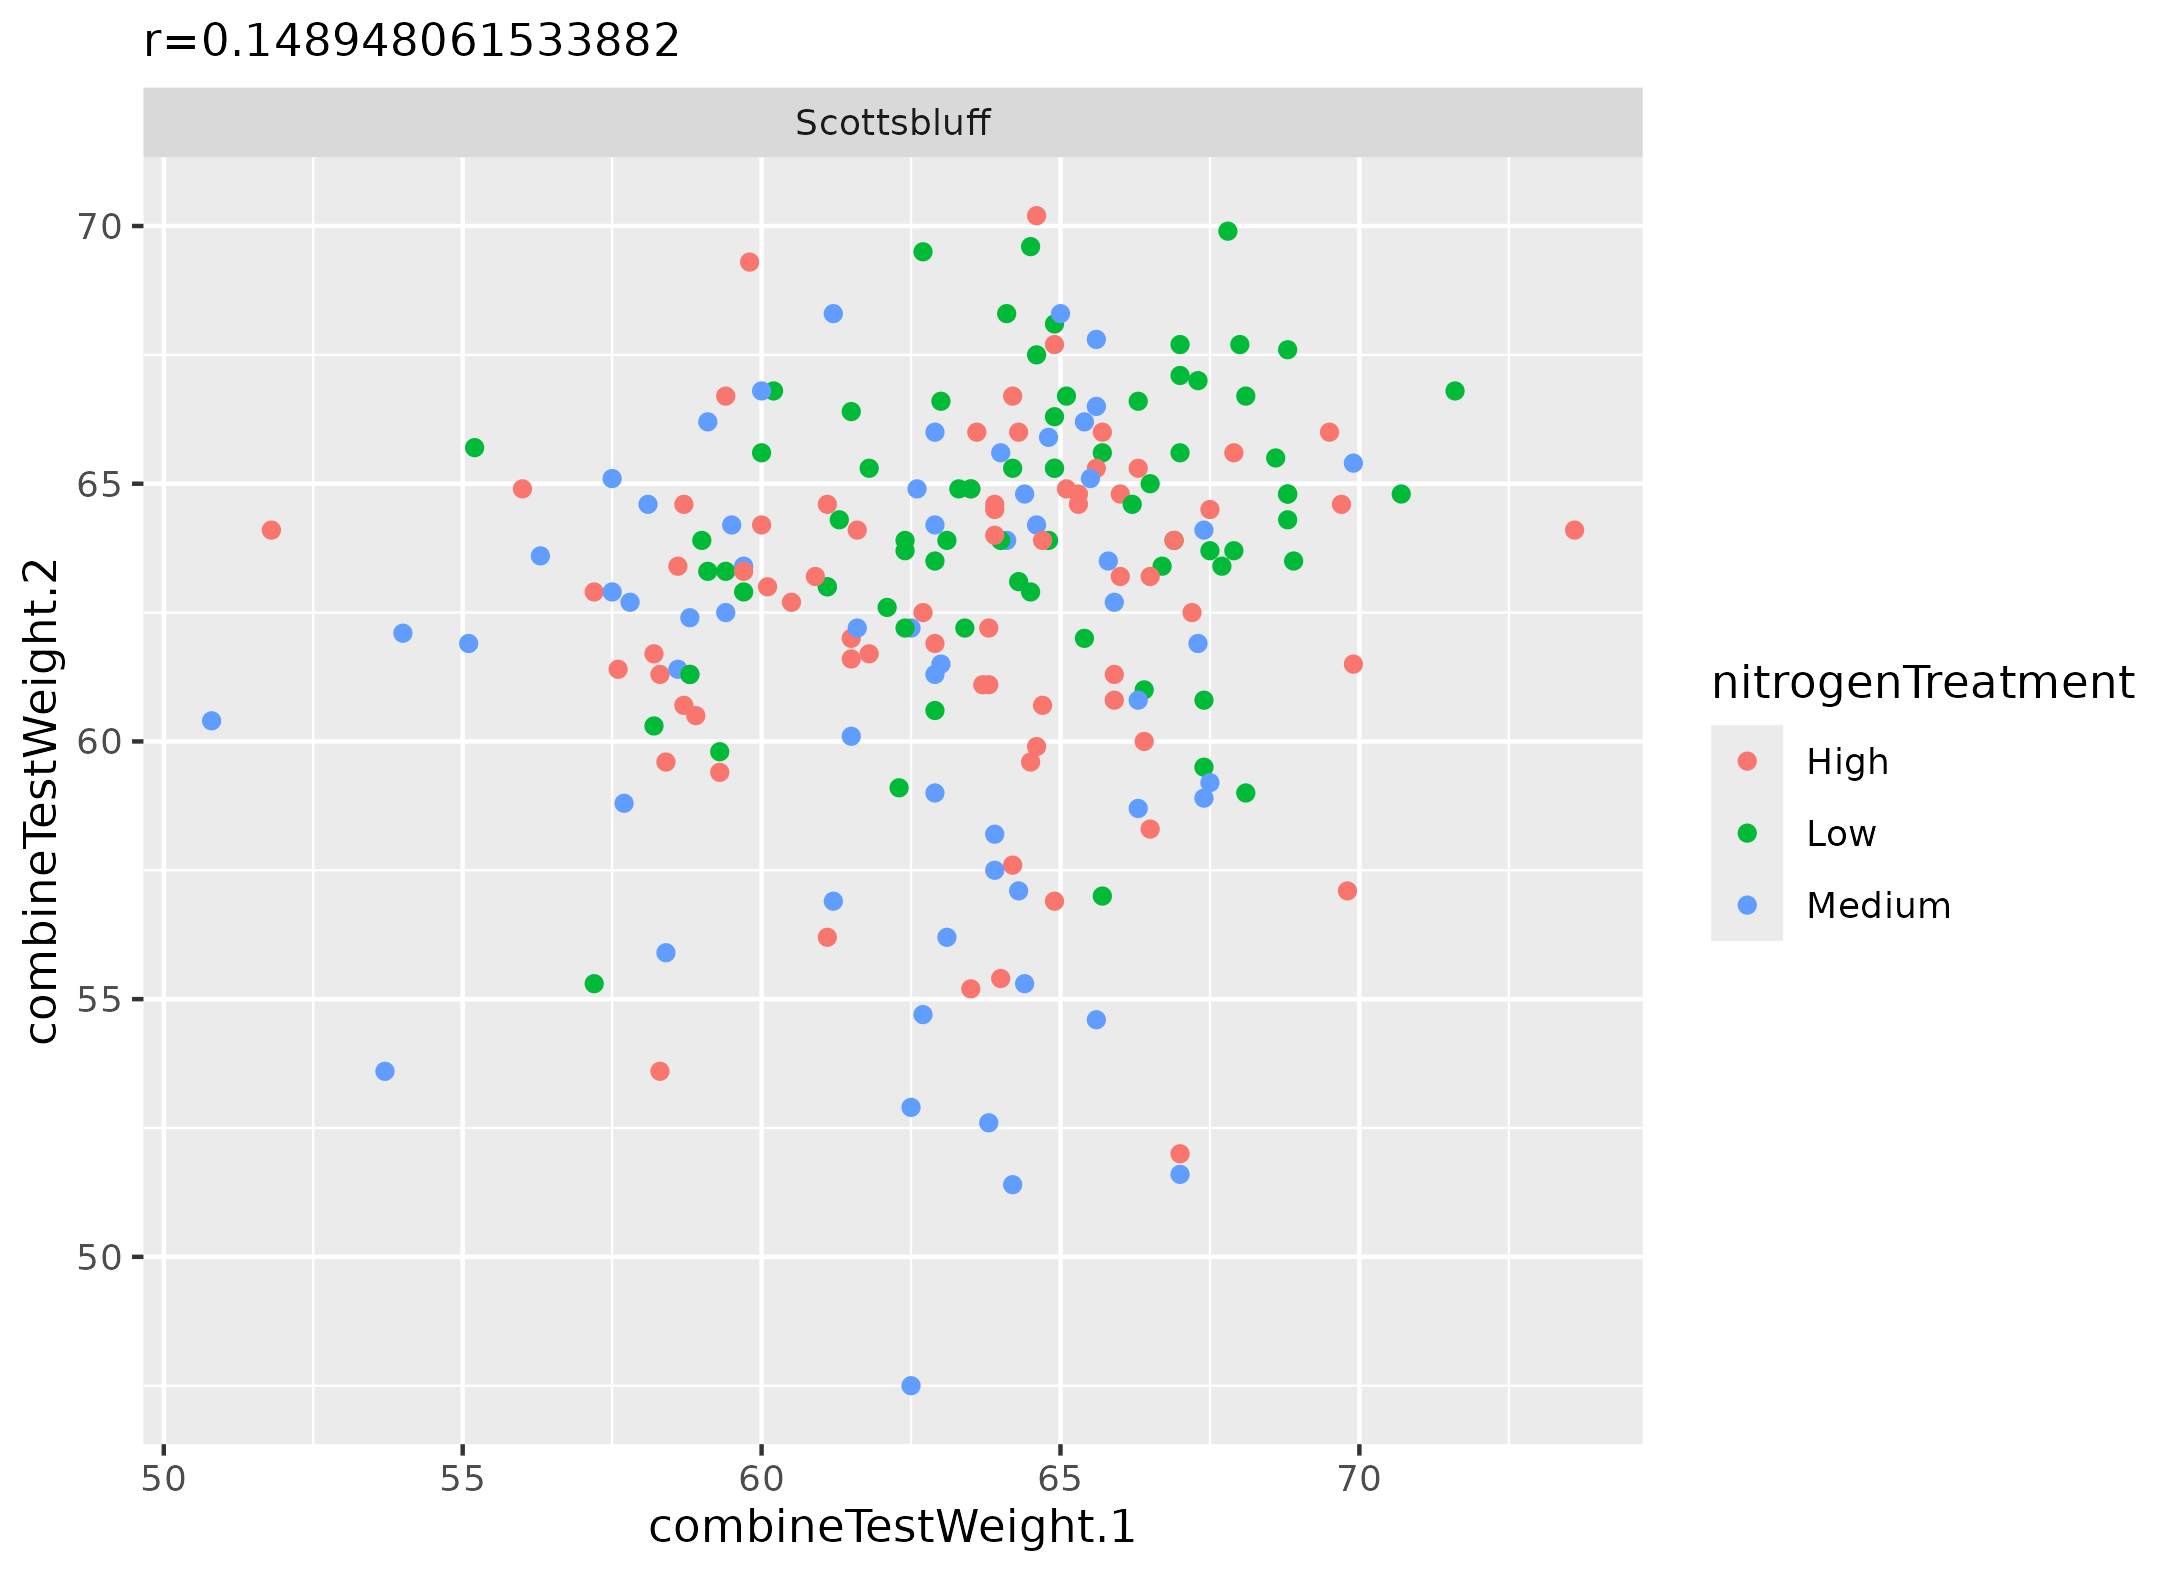 r=0.148948061533882
Scottsbluff
combineTestWeight.2
70
65
60
55
50
50 55 60 65 70
combineTestWeight.1
nitrogenTreatment
High
Low
Medium